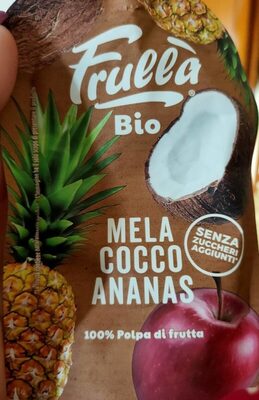 Frullà®
Bio
MELA
COCCO
ANANAS
SENZA
ZUCCHERI
AGGIUNTI*
100% Polpa di frutta